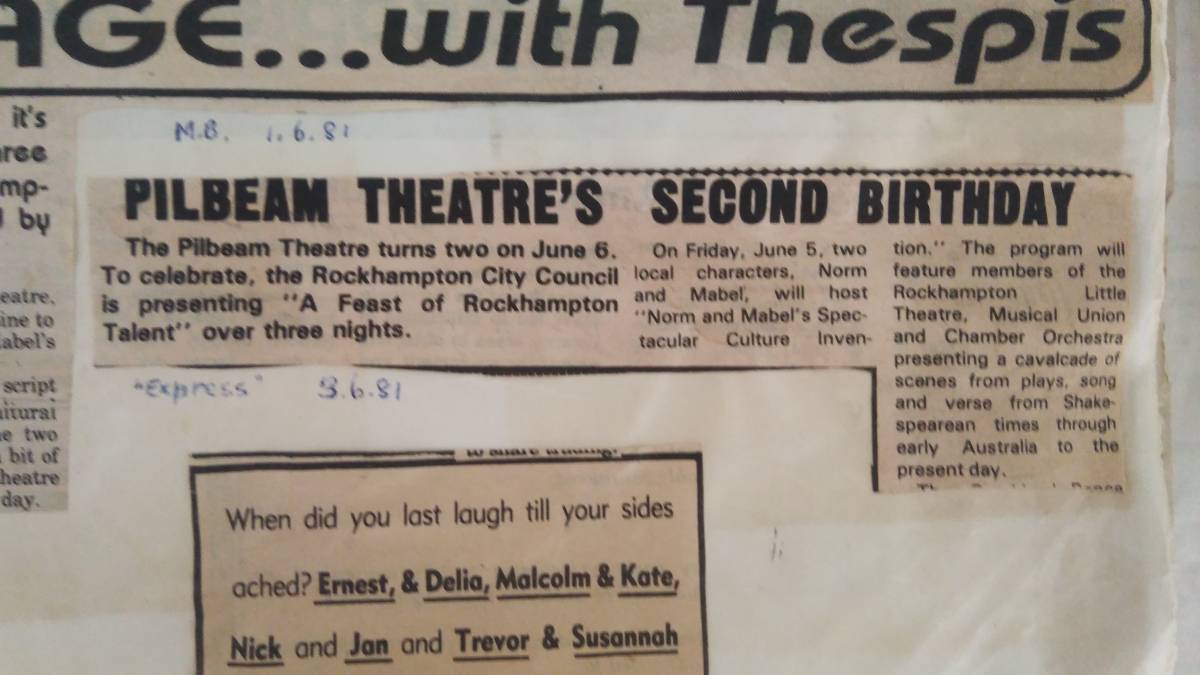 AGE...with Thespis
it's
mp-
by
eatre.
ine to
abel's
script
e two
bit of
heatre
day.
M.B. 1.6.81
PILBEAM THEATRE'S SECOND BIRTHDAY
The Pilbeam Theatre turns two on June 6.
To celebrate, the Rockhampton City Council
is presenting "A Feast of Rockhampton
Talent" over three nights.
On Friday, June 5, two
local characters, Norm
and Mabel, will host
"Norm and Mabel's Spec-
tacular Culture Inven-
tion." The program will
feature members of the
Rockhampton Little
Theatre, Musical Union
and Chamber Orchestra
presenting a cavalcade of
scenes from plays, song
and verse from Shake-
spearean times through
early Australia to the
present day.
"Express" 3.6.81
When did you last laugh till your sides
ached? Ernest, & Delia, Malcolm & Kate,
Nick and Jan and Trevor & Susannah